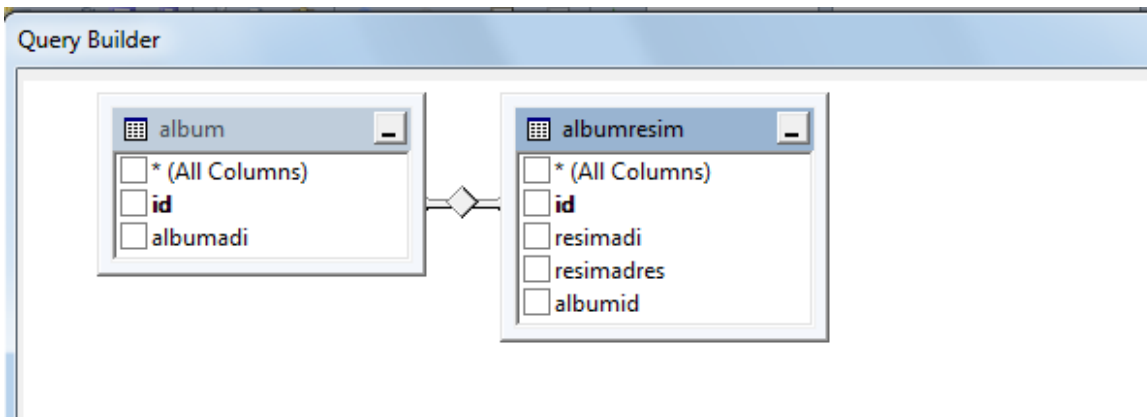 Query Builder
album
* (All Columns)
id
albumadi
albumresim
* (All Columns)
id
resimadi
resimadres
albumid